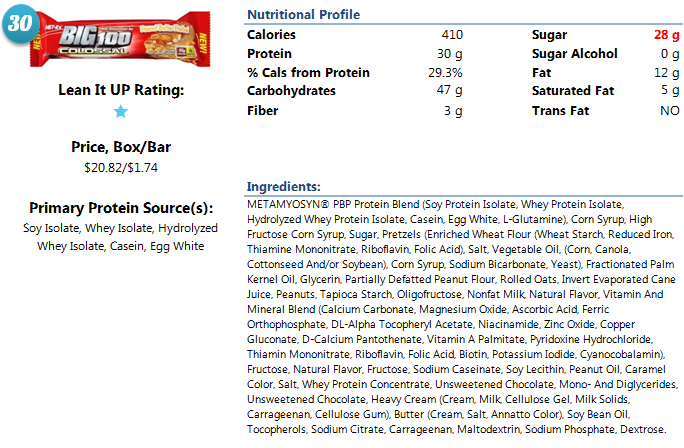 30
MET-Rx
BIG 100
COLOSSAL
NEW!
Lean It UP Rating:
Price, Box/Bar
$20.82/$1.74
Primary Protein Source(s):
Soy Isolate, Whey Isolate, Hydrolyzed
Whey Isolate, Casein, Egg White
Nutritional Profile
Calories 410 Sugar 28 g
Protein 30 g Sugar Alcohol 0 g
% Cals from Protein 29.3% Fat 12 g
Carbohydrates 47 g Saturated Fat 5 g
Fiber 3 g Trans Fat NO
Ingredients:
METAMYOSYN® PBP Protein Blend (Soy Protein Isolate, Whey Protein Isolate,
Hydrolyzed Whey Protein Isolate, Casein, Egg White, L-Glutamine), Corn Syrup, High
Fructose Corn Syrup, Sugar, Pretzels (Enriched Wheat Flour (Wheat Starch, Reduced Iron,
Thiamine Mononitrate, Riboflavin, Folic Acid), Salt, Vegetable Oil, (Corn, Canola,
Cottonseed And/or Soybean), Corn Syrup, Sodium Bicarbonate, Yeast), Fractionated Palm
Kernel Oil, Glycerin, Partially Defatted Peanut Flour, Rolled Oats, Invert Evaporated Cane
Juice, Peanuts, Tapioca Starch, Oligofructose, Nonfat Milk, Natural Flavor, Vitamin And
Mineral Blend (Calcium Carbonate, Magnesium Oxide, Ascorbic Acid, Ferric
Orthophosphate, DL-Alpha Tocopheryl Acetate, Niacinamide, Zinc Oxide, Copper
Gluconate, D-Calcium Pantothenate, Vitamin A Palmitate, Pyridoxine Hydrochloride,
Thiamin Mononitrate, Riboflavin, Folic Acid, Biotin, Potassium Iodide, Cyanocobalamin),
Fructose, Natural Flavor, Fructose, Sodium Caseinate, Soy Lecithin, Peanut Oil, Caramel
Color, Salt, Whey Protein Concentrate, Unsweetened Chocolate, Mono- And Diglycerides,
Unsweetened Chocolate, Heavy Cream (Cream, Milk, Cellulose Gel, Milk Solids,
Carrageenan, Cellulose Gum), Butter (Cream, Salt, Annatto Color), Soy Bean Oil,
Tocopherols, Sodium Citrate, Carrageenan, Maltodextrin, Sodium Phosphate, Dextrose.